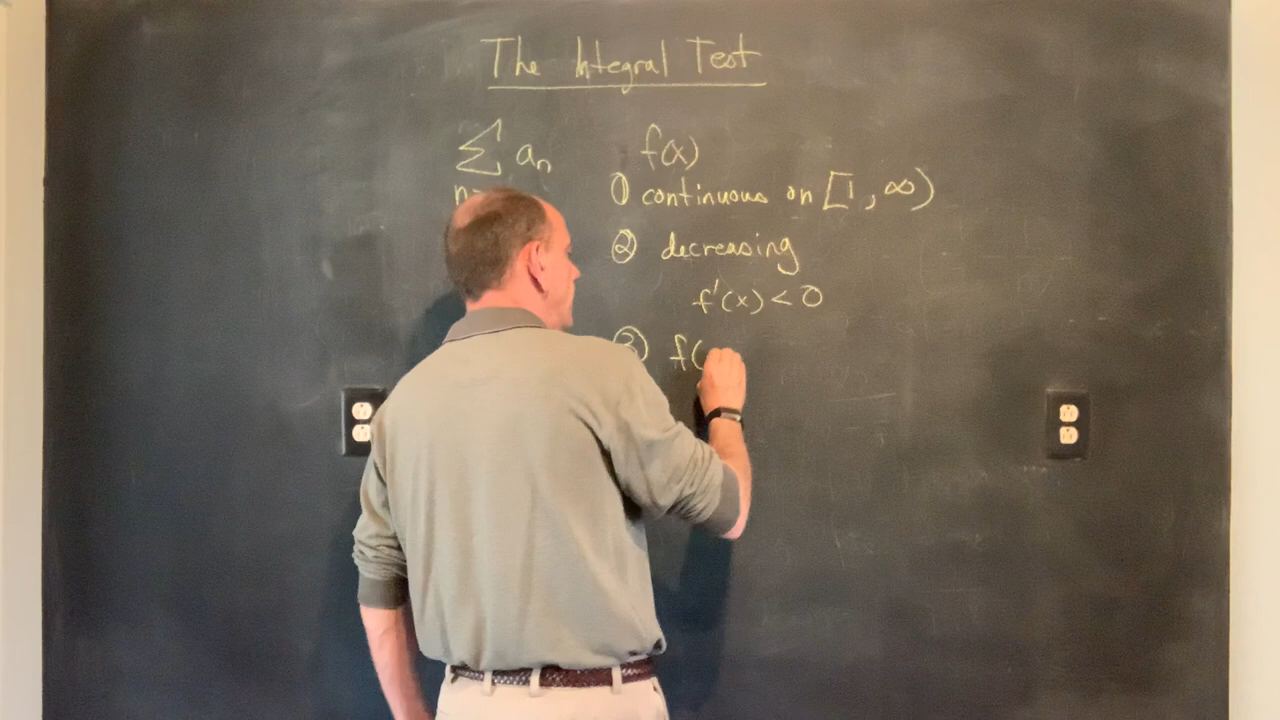 The Integral Test
∑ aₙ f(x)
n= ① continuous on [1, ∞)
② decreasing
f'(x) < 0
③ f(